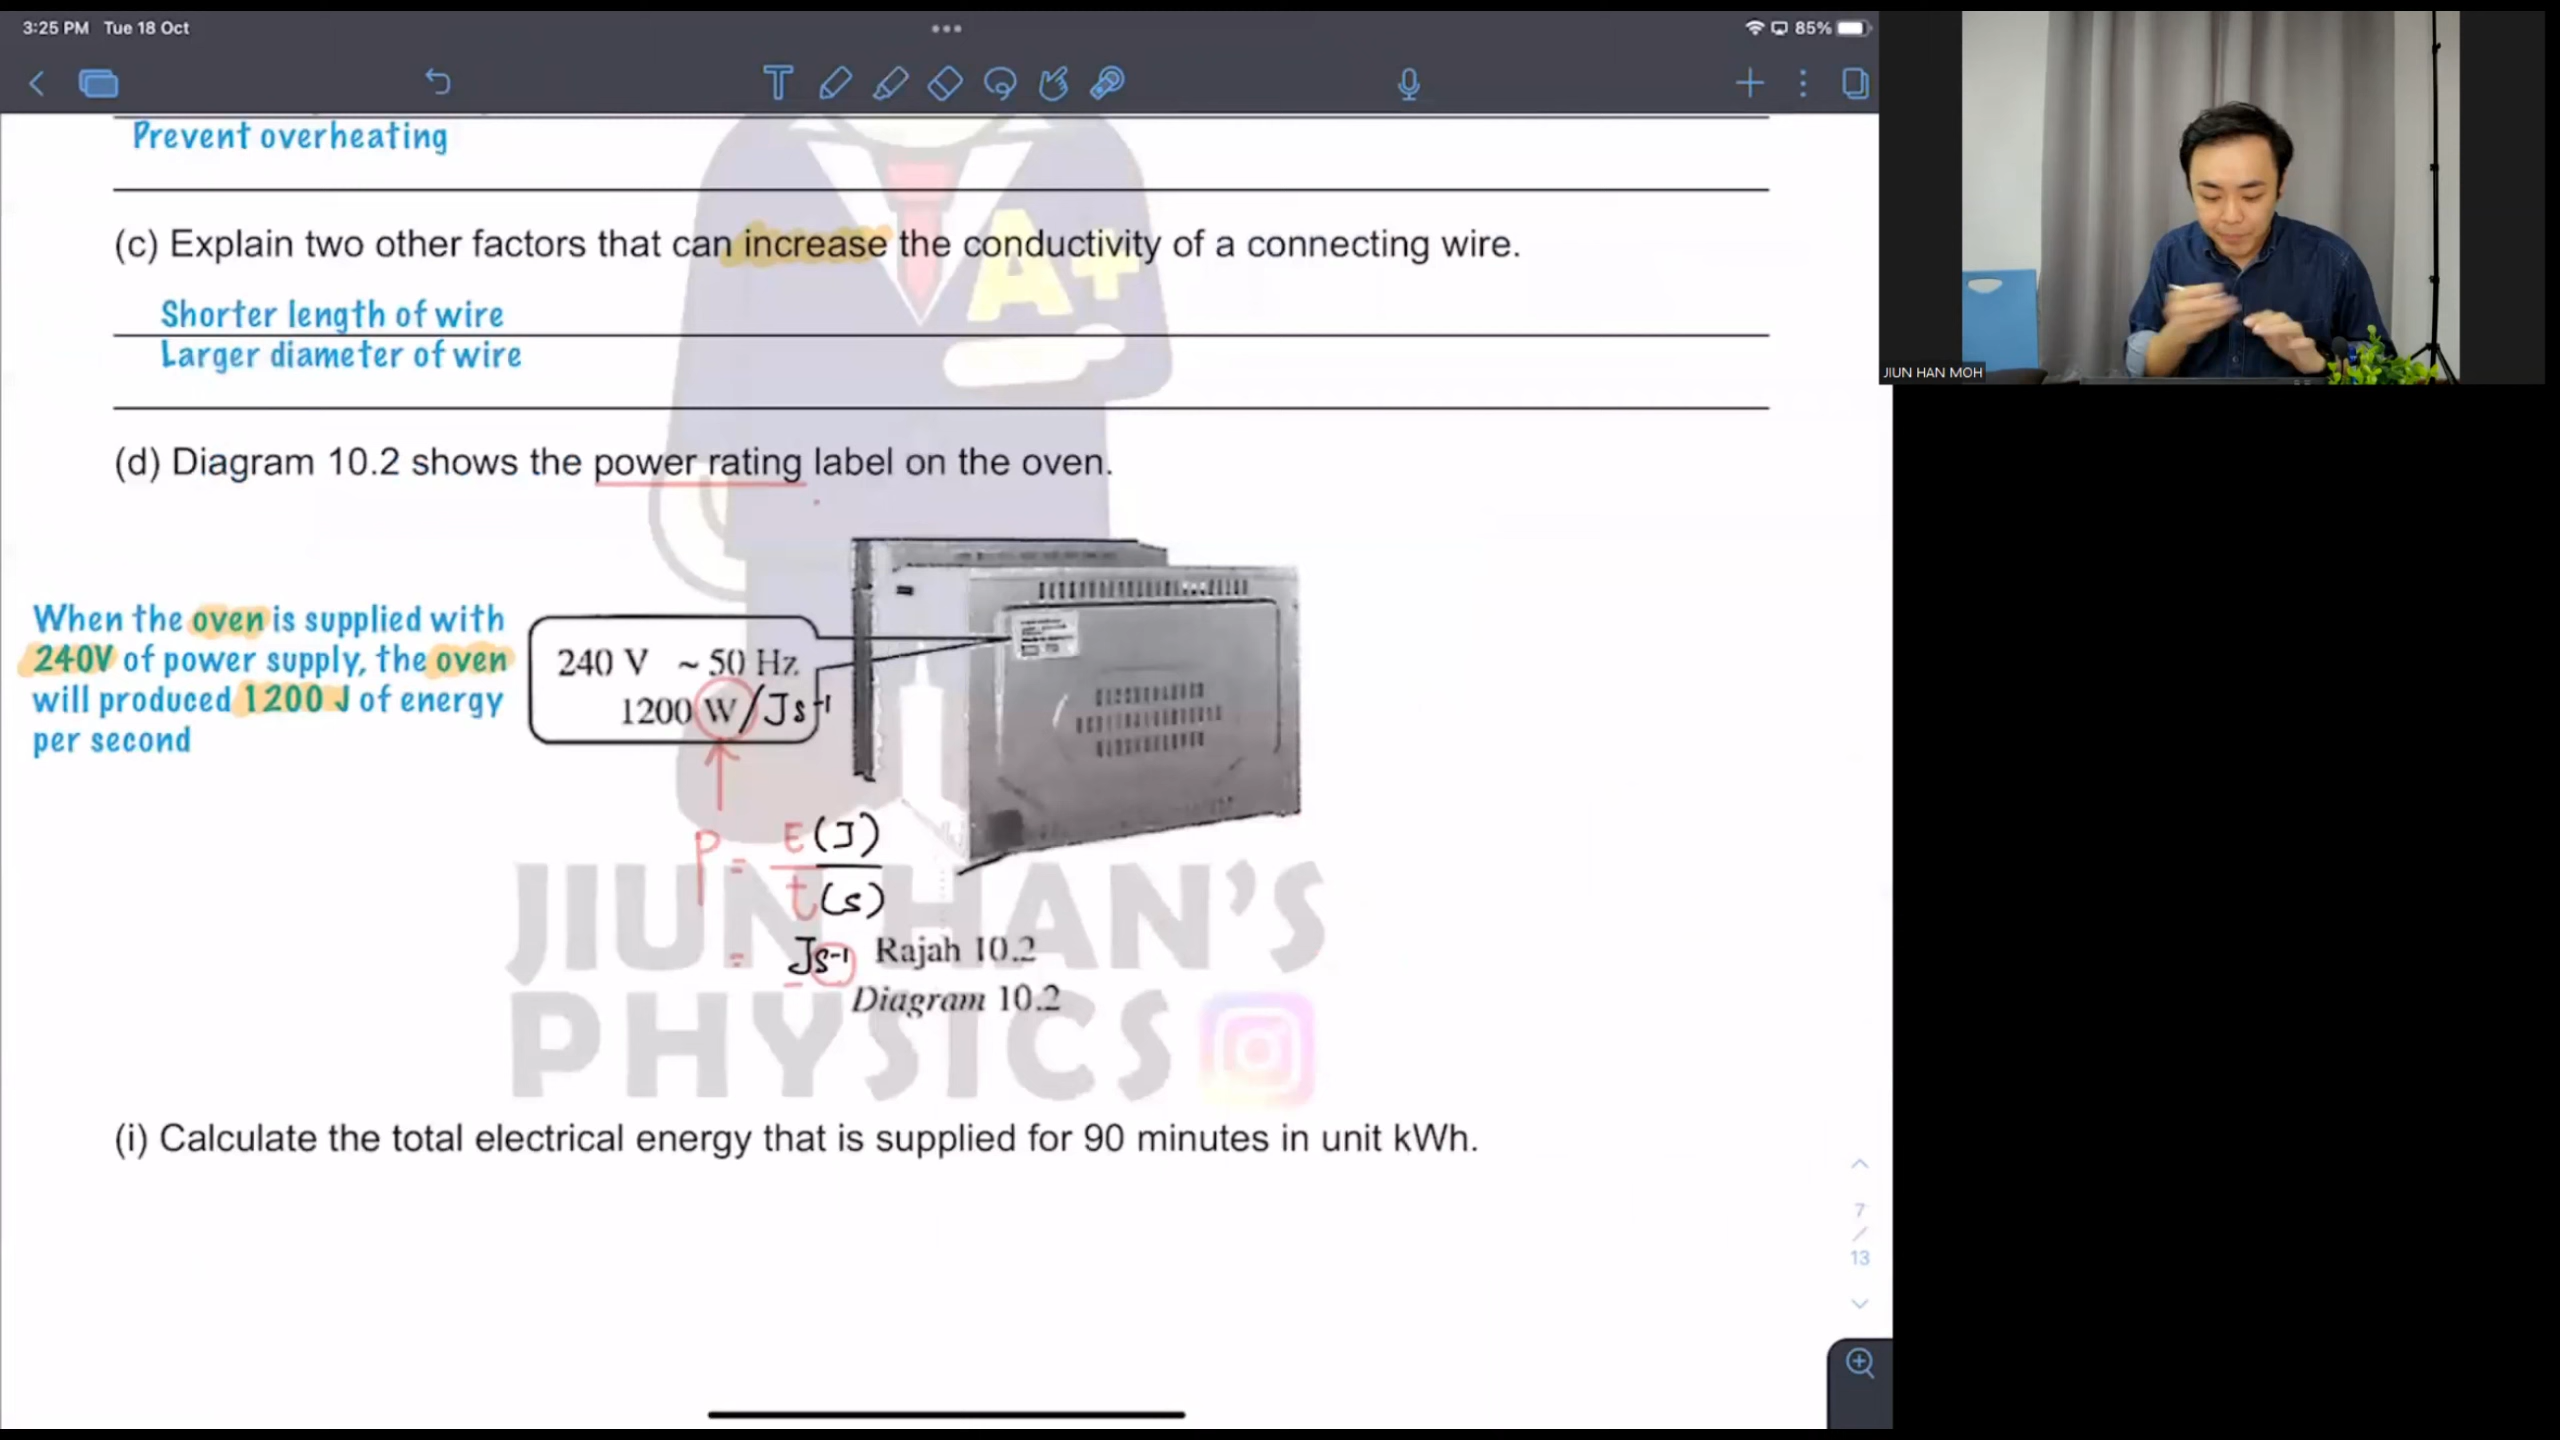 3:25 PM Tue 18 Oct
85%
Prevent overheating
(c) Explain two other factors that can increase the conductivity of a connecting wire.
A+
Shorter length of wire
Larger diameter of wire
(d) Diagram 10.2 shows the power rating label on the oven.
When the oven is supplied with
240V of power supply, the oven
will produced 1200 J of energy
per second
240 V ~ 50 Hz
1200 W/Js⁻¹
P = E(J)
t(s)
= Js⁻¹
Rajah 10.2
Diagram 10.2
JIUN HAN'S
PHYSICS
(i) Calculate the total electrical energy that is supplied for 90 minutes in unit kWh.
7
/
13
JIUN HAN MOH